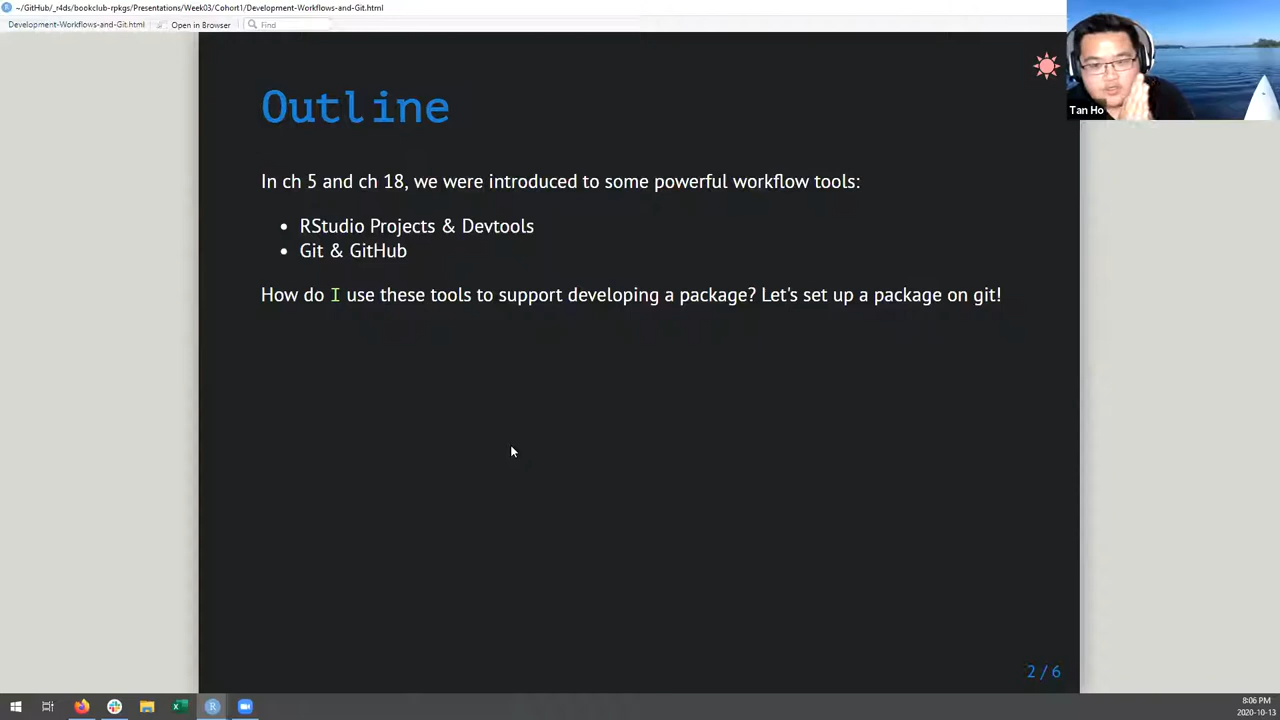 ~/GitHub/_r4ds/bookclub-rpkgs/Presentations/Week03/Cohort1/Development-Workflows-and-Git.html
Development-Workflows-and-Git.html
Open in Browser
Find
Tan Ho
Outline
In ch 5 and ch 18, we were introduced to some powerful workflow tools:
• RStudio Projects & Devtools
• Git & GitHub
How do I use these tools to support developing a package? Let's set up a package on git!
2 / 6
8:06 PM
2020-10-13